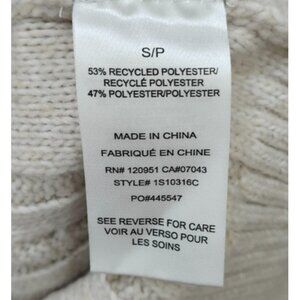 S/P
53% RECYCLED POLYESTER/
RECYCLÉ POLYESTER
47% POLYESTER/POLYESTER
MADE IN CHINA
FABRIQUÉ EN CHINE
RN# 120951 CA#07043
STYLE# 1S10316C
PO#445547
SEE REVERSE FOR CARE
VOIR AU VERSO POUR
LES SOINS